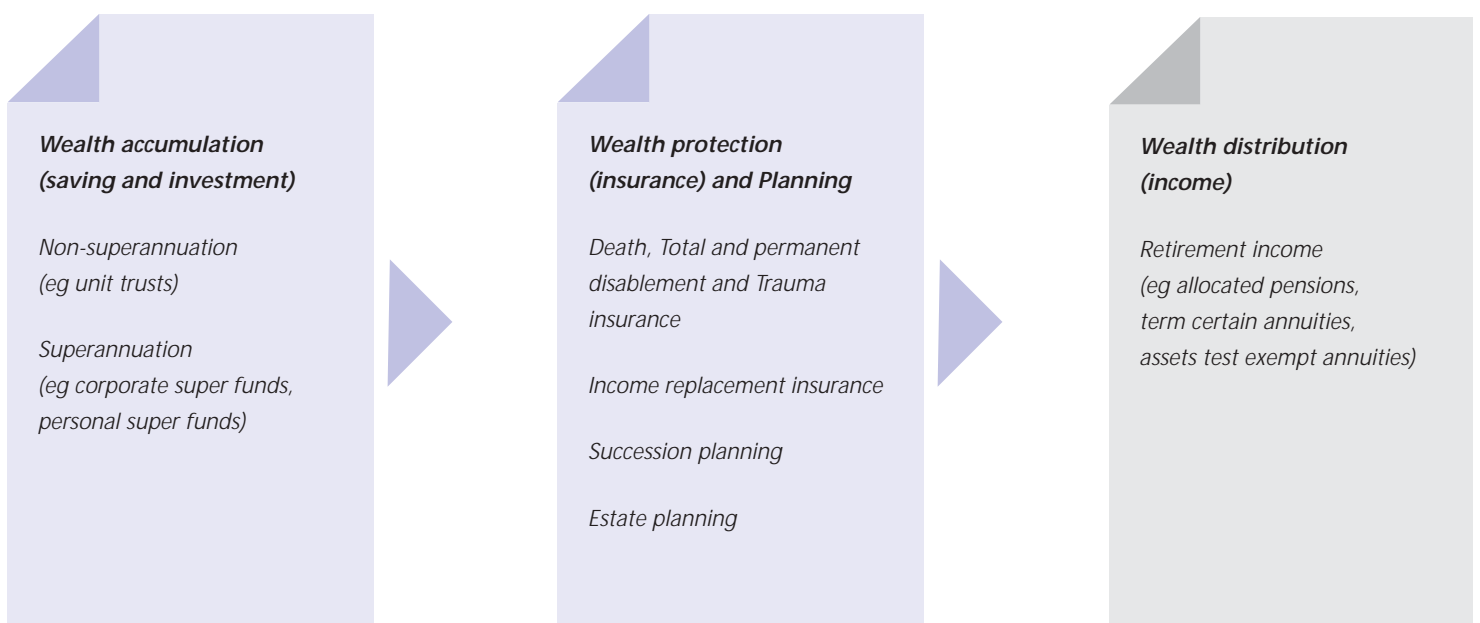 Wealth accumulation
(saving and investment)
Non-superannuation
(eg unit trusts)
Superannuation
(eg corporate super funds,
personal super funds)
Wealth protection
(insurance) and Planning
Death, Total and permanent
disablement and Trauma
insurance
Income replacement insurance
Succession planning
Estate planning
Wealth distribution
(income)
Retirement income
(eg allocated pensions,
term certain annuities,
assets test exempt annuities)